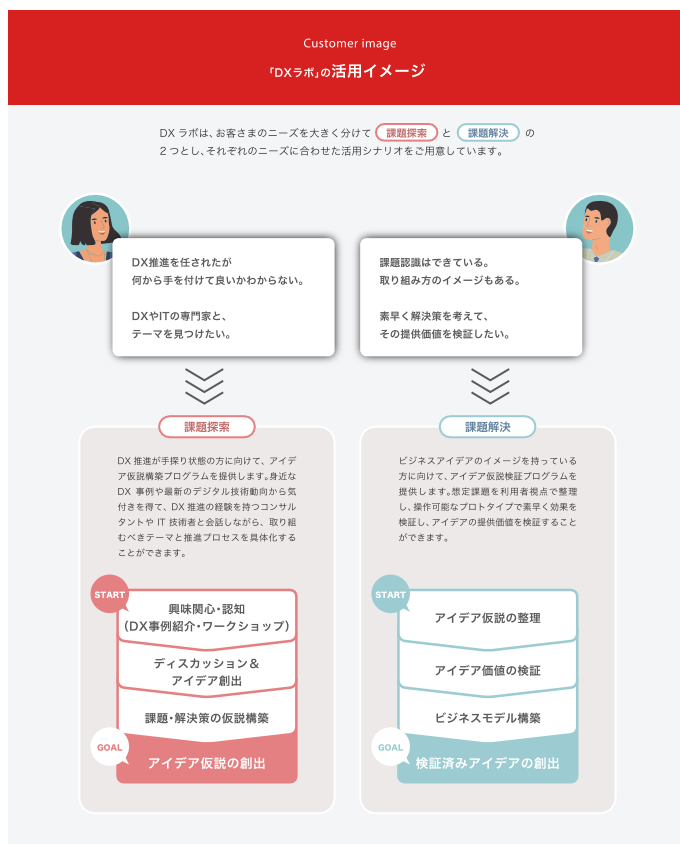 Customer image
「DXラボ」の活用イメージ
DX ラボは、お客さまのニーズを大きく分けて 課題探索 と 課題解決 の
2 つとし、それぞれのニーズに合わせた活用シナリオをご用意しています。
DX推進を任されたが
何から手を付けて良いかわからない。
DXやITの専門家と、
テーマを見つけたい。
課題認識はできている。
取り組み方のイメージもある。
素早く解決策を考えて、
その提供価値を検証したい。
課題探索
DX 推進が手探り状態の方に向けて、アイデ
ア仮説構築プログラムを提供します。身近な
DX 事例や最新のデジタル技術動向から気
付きを得て、DX 推進の経験を持つコンサル
タントや IT 技術者と会話しながら、取り組
むべきテーマと推進プロセスを具体化する
ことができます。
START
興味関心・認知
（DX事例紹介・ワークショップ）
ディスカッション＆
アイデア創出
課題・解決策の仮説構築
GOAL
アイデア仮説の創出
課題解決
ビジネスアイデアのイメージを持っている
方に向けて、アイデア仮説検証プログラムを
提供します。想定課題を利用者視点で整理
し、操作可能なプロトタイプで素早く効果を
検証し、アイデアの提供価値を検証すること
ができます。
START
アイデア仮説の整理
アイデア価値の検証
ビジネスモデル構築
GOAL
検証済みアイデアの創出